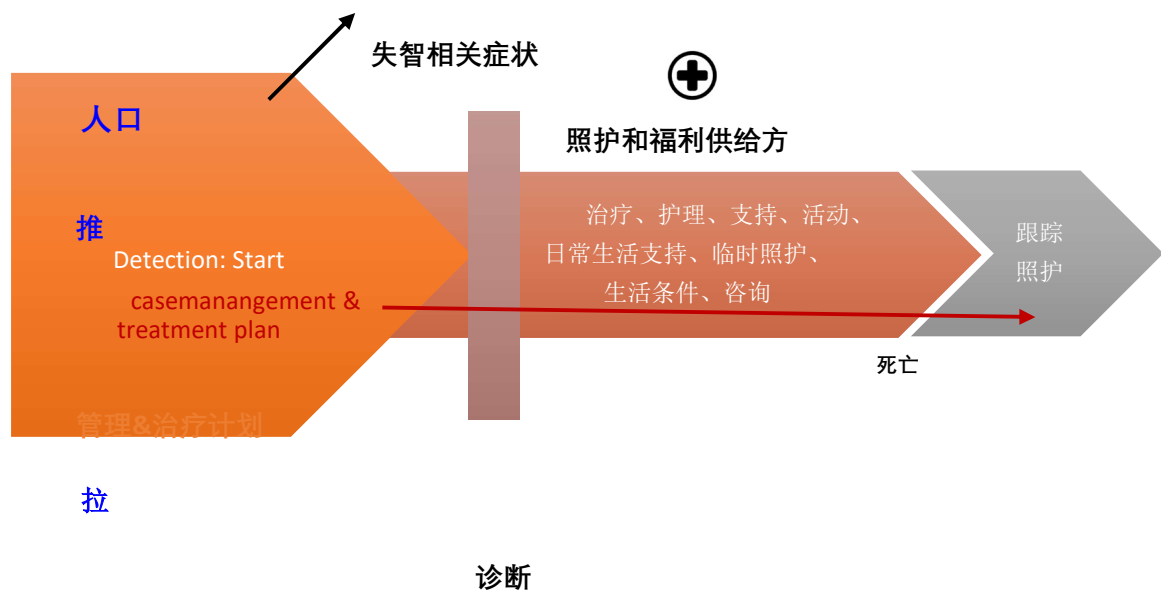 失智相关症状
人口
照护和福利供给方
推
治疗、护理、支持、活动、
日常生活支持、临时照护、
生活条件、咨询
跟踪
照护
Detection: Start
casemanangement &
treatment plan
死亡
管理&治疗计划
拉
诊断